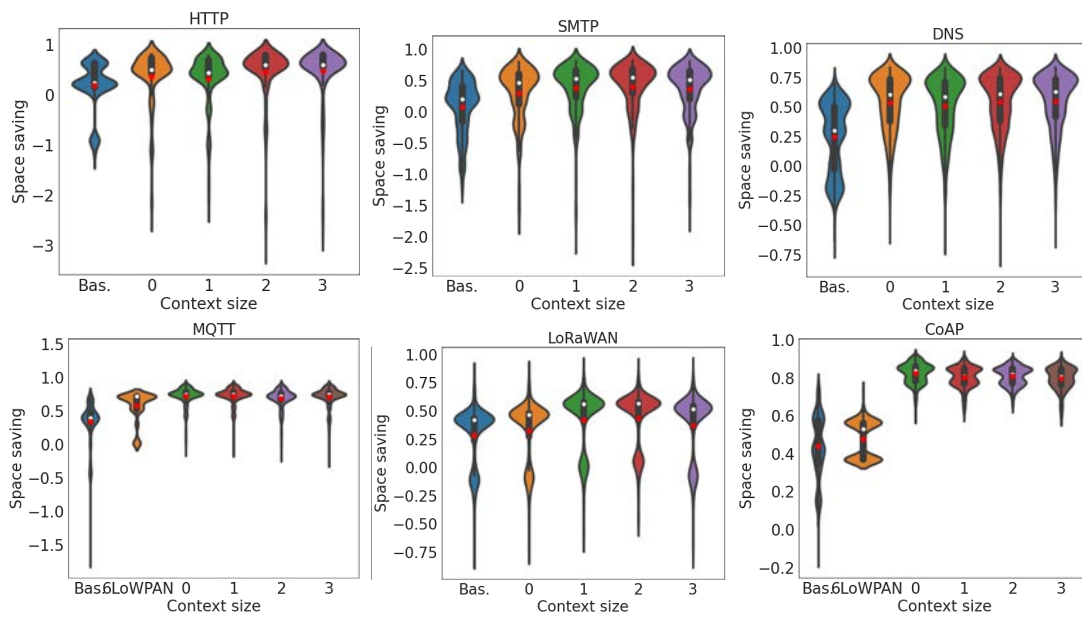 HTTP
1
0
−1
−2
−3
Space saving
Bas. 0 1 2 3
Context size
SMTP
1.0
0.5
0.0
−0.5
−1.0
−1.5
−2.0
−2.5
Space saving
Bas. 0 1 2 3
Context size
DNS
1.00
0.75
0.50
0.25
0.00
−0.25
−0.50
−0.75
Space saving
Bas. 0 1 2 3
Context size
MQTT
1.5
1.0
0.5
0.0
−0.5
−1.0
−1.5
Space saving
Bas. 6LoWPAN 0 1 2 3
Context size
LoRaWAN
1.00
0.75
0.50
0.25
0.00
−0.25
−0.50
−0.75
Space saving
Bas. 0 1 2 3
Context size
CoAP
1.0
0.8
0.6
0.4
0.2
0.0
−0.2
Space saving
Bas. 6LoWPAN 0 1 2 3
Context size